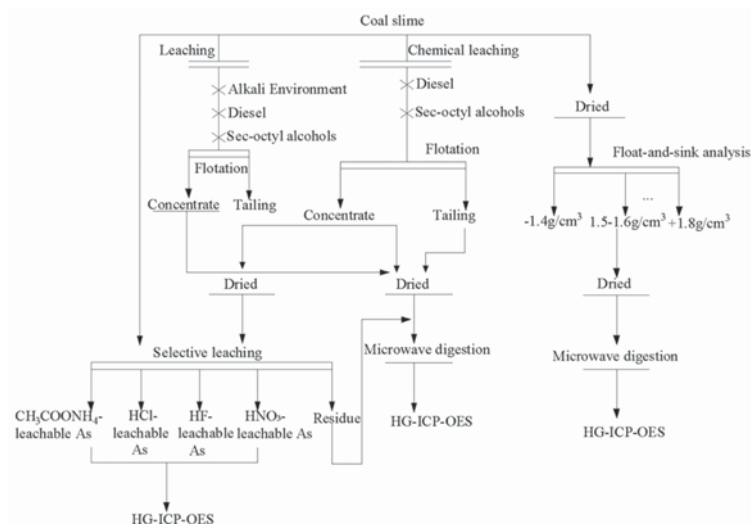 Coal slime
Leaching
Chemical leaching
Alkali Environment
Diesel
Sec-octyl alcohols
Diesel
Sec-octyl alcohols
Dried
Flotation
Flotation
Float-and-sink analysis
Concentrate
Tailing
Concentrate
Tailing
...
-1.4g/cm³ 1.5-1.6g/cm³ +1.8g/cm³
Dried
Dried
Dried
Selective leaching
Microwave digestion
Microwave digestion
CH₃COONH₄-
leachable As
HCl-
leachable
As
HF-
leachable
As
HNO₃-
leachable As
Residue
HG-ICP-OES
HG-ICP-OES
HG-ICP-OES